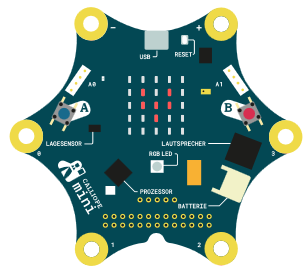 − +
USB
RESET
A0
A1
A
B
LAGESENSOR
LAUTSPRECHER
0
3
RGB LED
CALLIOPE
mini
PROZESSOR
BATTERIE
1
2